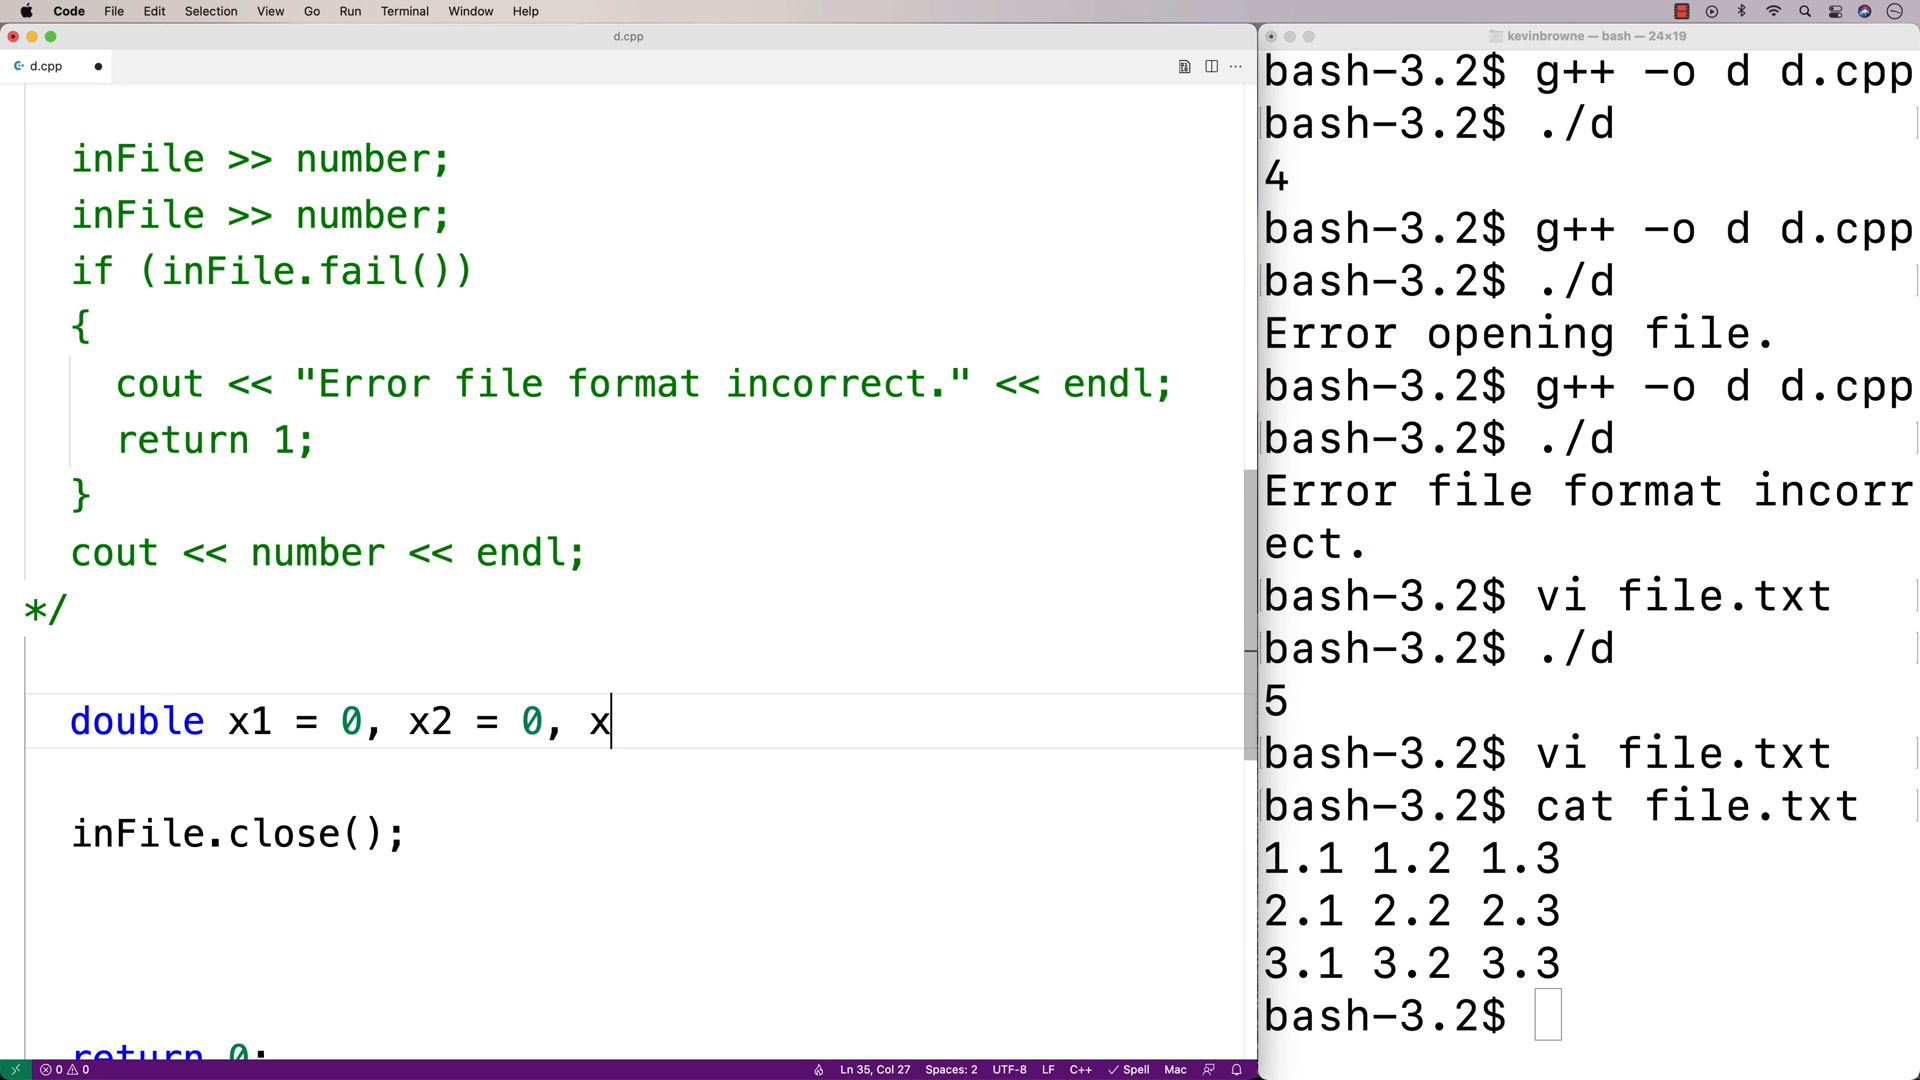 Code File Edit Selection View Go Run Terminal Window Help
d.cpp
d.cpp
inFile >> number;
inFile >> number;
if (inFile.fail())
{
cout << "Error file format incorrect." << endl;
return 1;
}
cout << number << endl;
*/
double x1 = 0, x2 = 0, x
inFile.close();
return 0;
0 0 Ln 35, Col 27 Spaces: 2 UTF-8 LF C++ Spell Mac
kevinbrowne — bash — 24×19
bash-3.2$ g++ -o d d.cpp
bash-3.2$ ./d
4
bash-3.2$ g++ -o d d.cpp
bash-3.2$ ./d
Error opening file.
bash-3.2$ g++ -o d d.cpp
bash-3.2$ ./d
Error file format incorr
ect.
bash-3.2$ vi file.txt
bash-3.2$ ./d
5
bash-3.2$ vi file.txt
bash-3.2$ cat file.txt
1.1 1.2 1.3
2.1 2.2 2.3
3.1 3.2 3.3
bash-3.2$